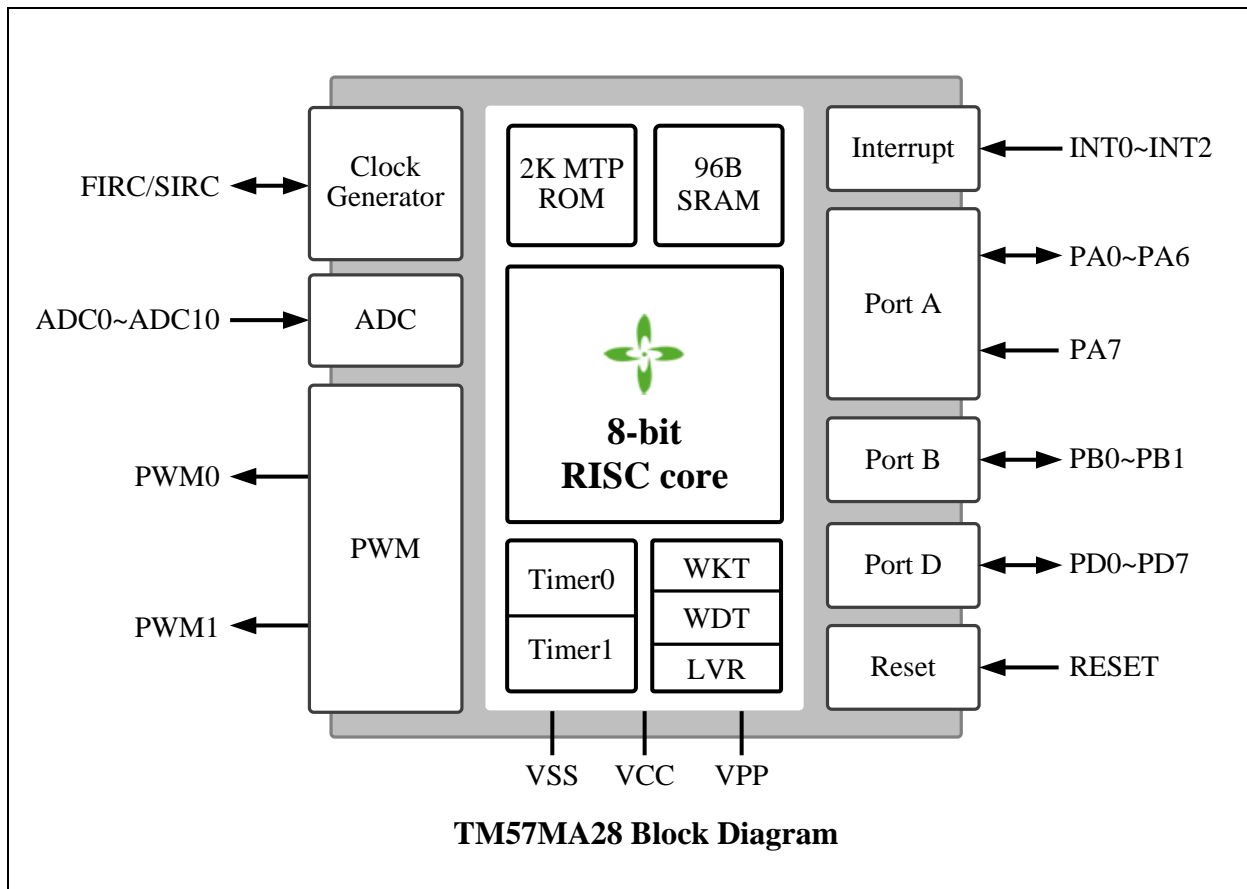 Clock
Generator
FIRC/SIRC
ADC0~ADC10
ADC
PWM0
PWM
PWM1
2K MTP
ROM
96B
SRAM
8-bit
RISC core
Timer0
Timer1
WKT
WDT
LVR
Interrupt
INT0~INT2
Port A
PA0~PA6
PA7
Port B
PB0~PB1
Port D
PD0~PD7
Reset
RESET
VSS
VCC
VPP
TM57MA28 Block Diagram